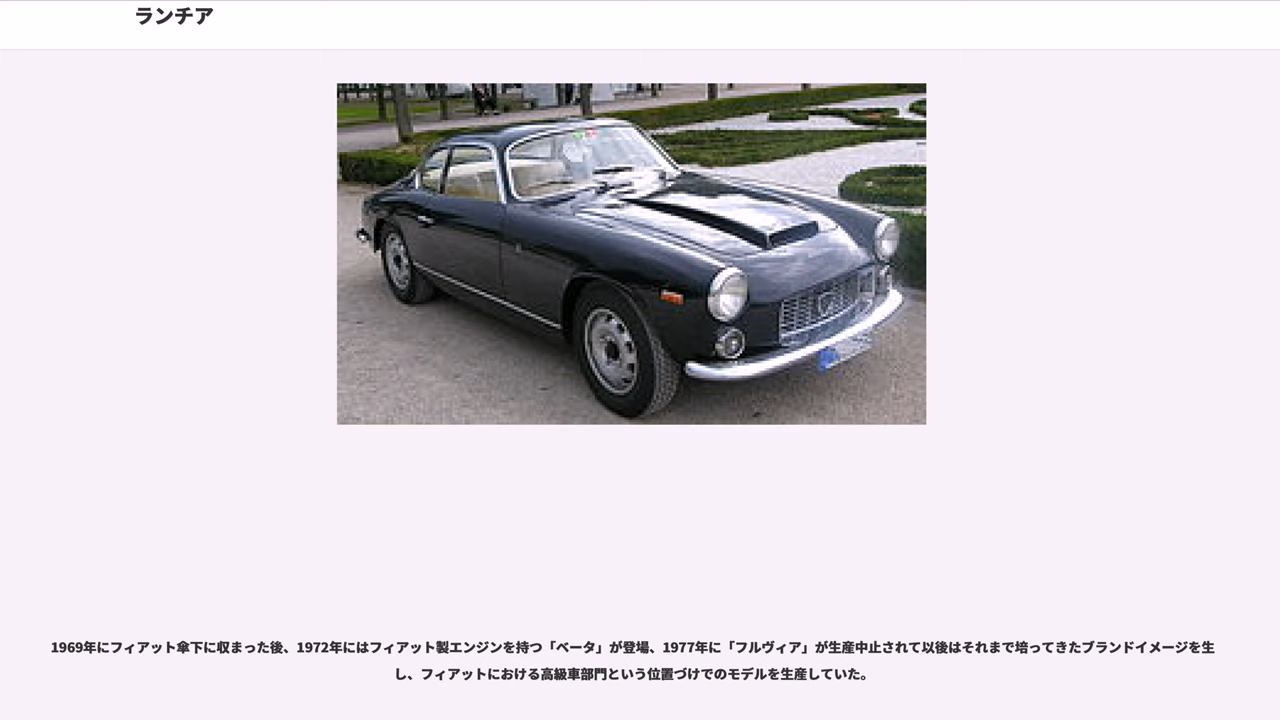 ランチア
1969年にフィアット傘下に収まった後、1972年にはフィアット製エンジンを持つ「ベータ」が登場、1977年に「フルヴィア」が生産中止されて以後はそれまで培ってきたブランドイメージを生
し、フィアットにおける高級車部門という位置づけでのモデルを生産していた。